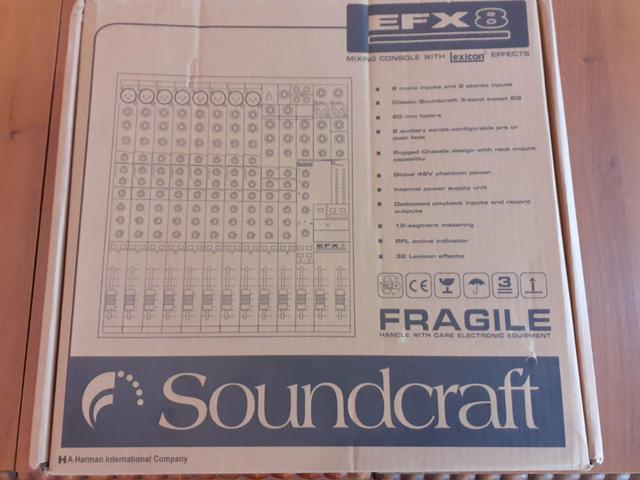 EFX8
MIXING CONSOLE WITH lexicon EFFECTS
8 mono inputs and 2 stereo inputs
Classic Soundcraft 3-band swept EQ
60 mm faders
2 auxiliary sends-configurable pre or
post fade
Rugged Chassis design with rack mount
capability
Global 48V phantom power
Internal power supply unit
Dedicated playback inputs and record
outputs
12-segment metering
PFL active indicator
32 Lexicon effects
EFX8
CE
3
FRAGILE
HANDLE WITH CARE ELECTRONIC EQUIPMENT
Soundcraft
H A Harman International Company